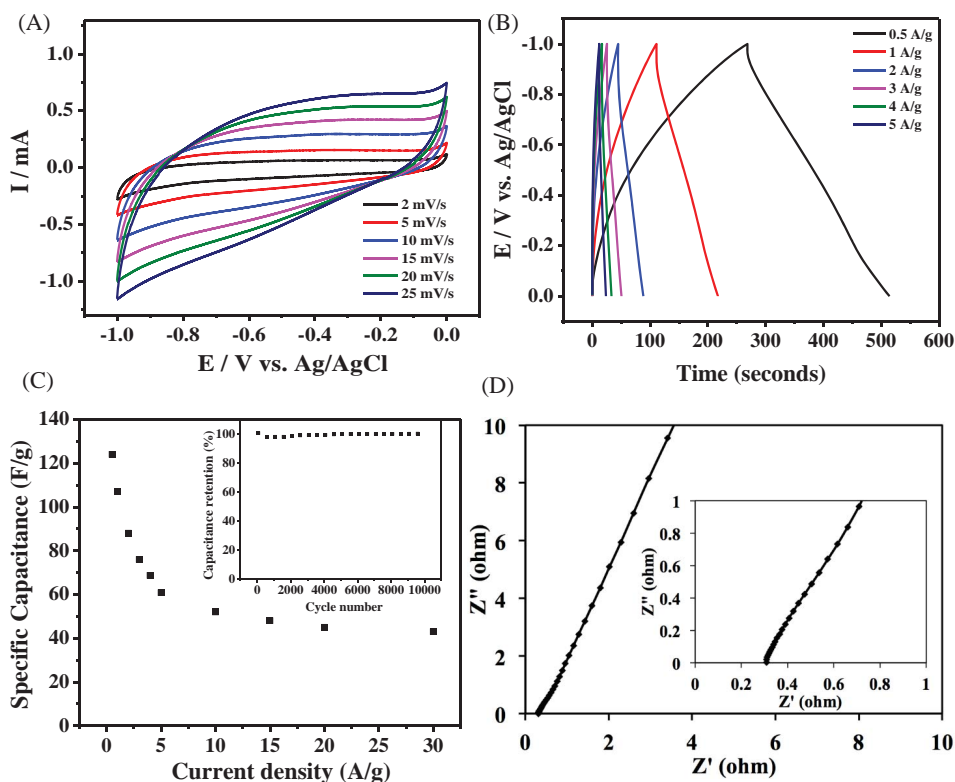 (A)
1.0
0.5
0.0
-0.5
-1.0
I / mA
2 mV/s
5 mV/s
10 mV/s
15 mV/s
20 mV/s
25 mV/s
-1.0 -0.8 -0.6 -0.4 -0.2 0.0
E / V vs. Ag/AgCl
(B)
-1.0
-0.8
-0.6
-0.4
-0.2
0.0
E / V vs. Ag/AgCl
0.5 A/g
1 A/g
2 A/g
3 A/g
4 A/g
5 A/g
0 100 200 300 400 500 600
Time (seconds)
(C)
140
120
100
80
60
40
20
0
Specific Capacitance (F/g)
0 5 10 15 20 25 30
Current density (A/g)
100
80
60
40
20
0
Capacitance retention (%)
0 2000 4000 6000 8000 10000
Cycle number
(D)
10
8
6
4
2
0
Z'' (ohm)
0 2 4 6 8 10
Z' (ohm)
1
0.8
0.6
0.4
0.2
0
Z'' (ohm)
0 0.2 0.4 0.6 0.8 1
Z' (ohm)